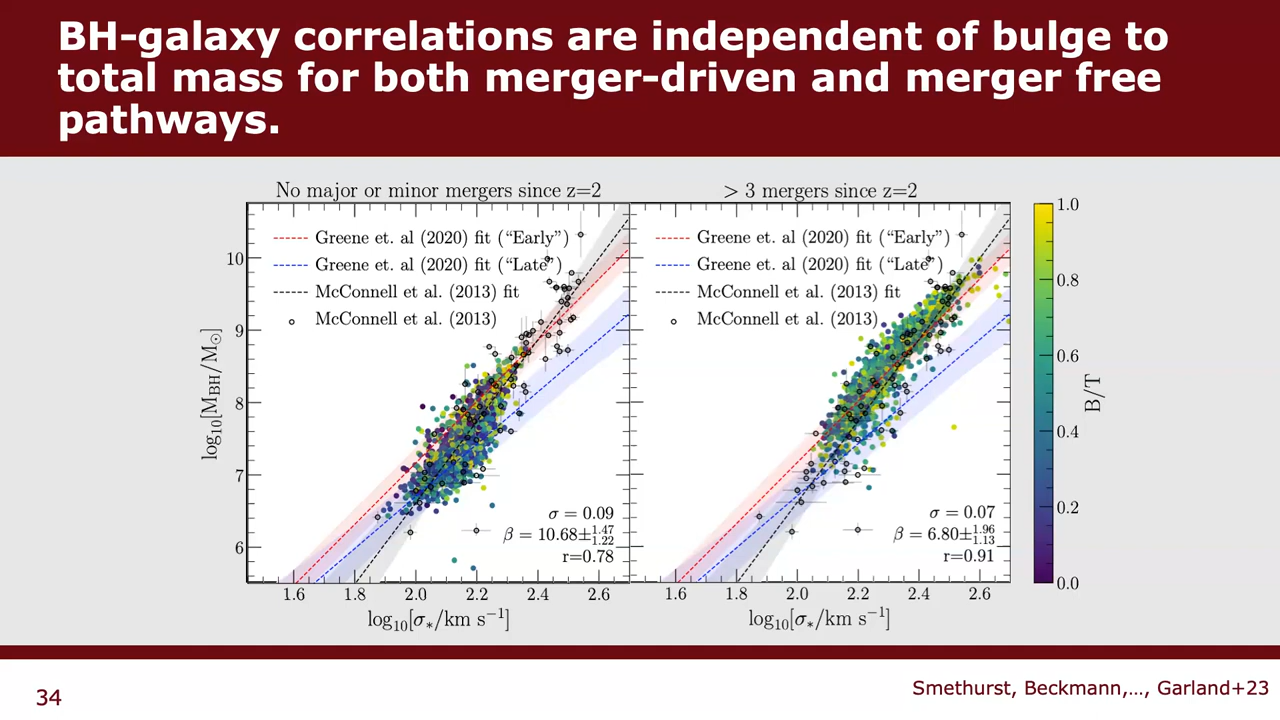 BH-galaxy correlations are independent of bulge to
total mass for both merger-driven and merger free
pathways.
No major or minor mergers since z=2
Greene et. al (2020) fit (“Early”)
Greene et. al (2020) fit (“Late”)
McConnell et al. (2013) fit
McConnell et al. (2013)
log10[MBH/M⊙]
10
9
8
7
6
σ = 0.09
β = 10.68±1.47 1.22
r=0.78
1.6 1.8 2.0 2.2 2.4 2.6
log10[σ*/km s−1]
> 3 mergers since z=2
Greene et. al (2020) fit (“Early”)
Greene et. al (2020) fit (“Late”)
McConnell et al. (2013) fit
McConnell et al. (2013)
σ = 0.07
β = 6.80±1.96 1.13
r=0.91
1.6 1.8 2.0 2.2 2.4 2.6
log10[σ*/km s−1]
1.0
0.8
0.6
0.4
0.2
0.0
B/T
34
Smethurst, Beckmann,..., Garland+23